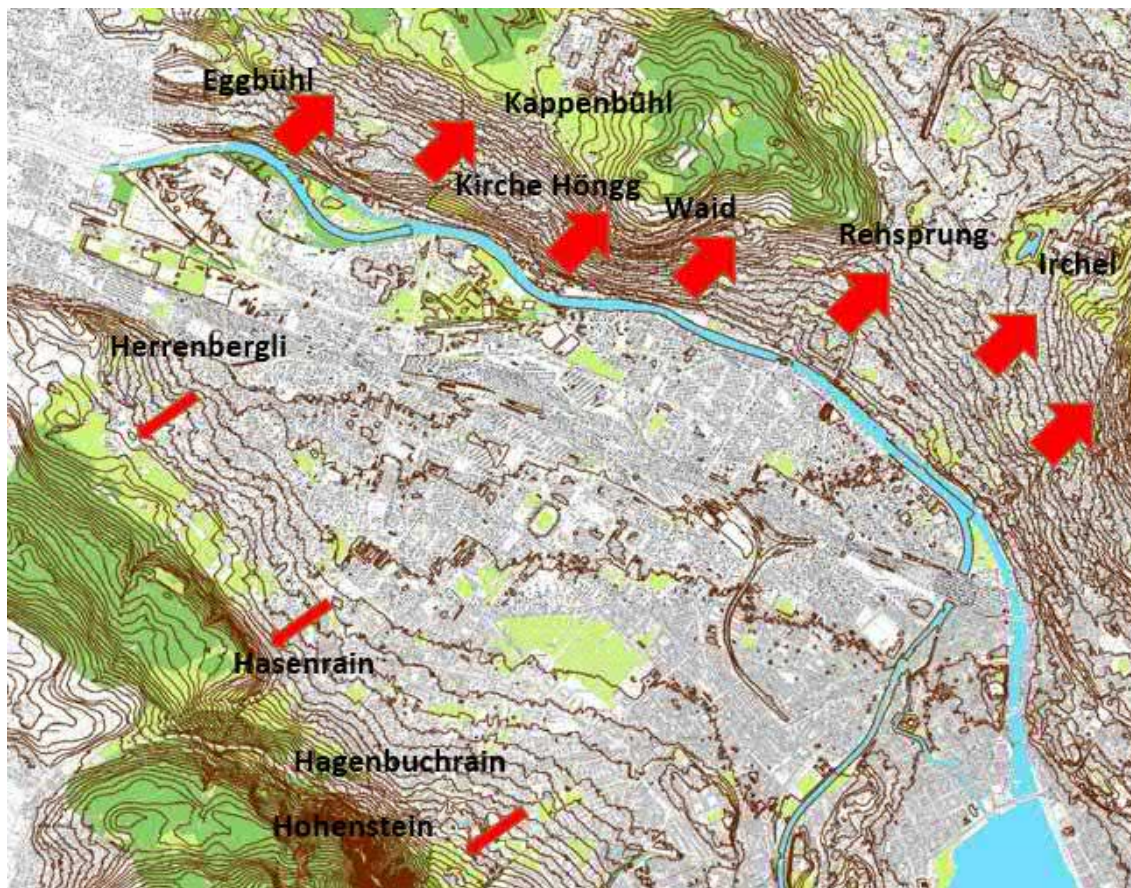 Eggbühl
Kappenbühl
Kirche Höngg
Waid
Rehsprung
Irchel
Herrenbergli
Hasenrain
Hagenbuchrain
Hohenstein